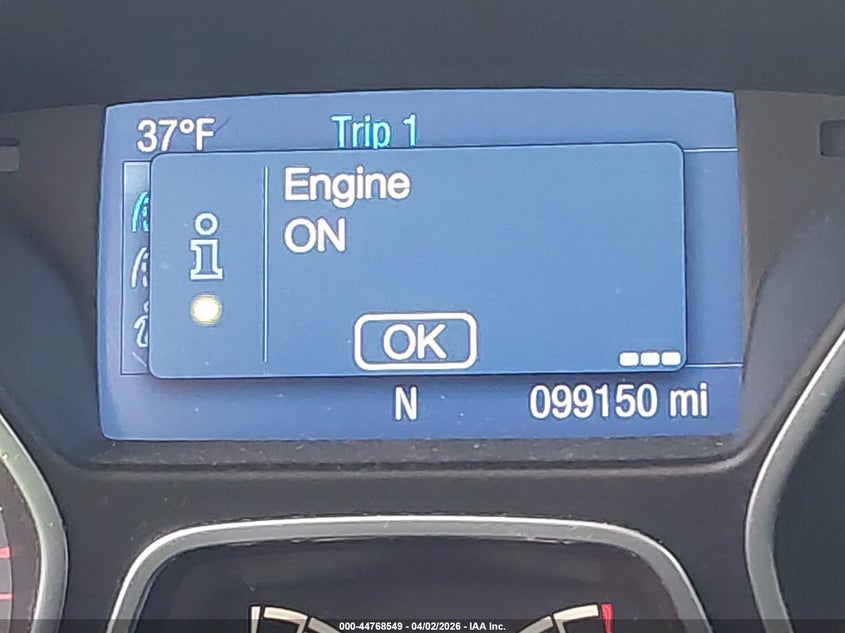 37°F
Trip 1
Engine
ON
OK
N
099150 mi
000-44768549 - 04/02/2026 - IAA Inc.